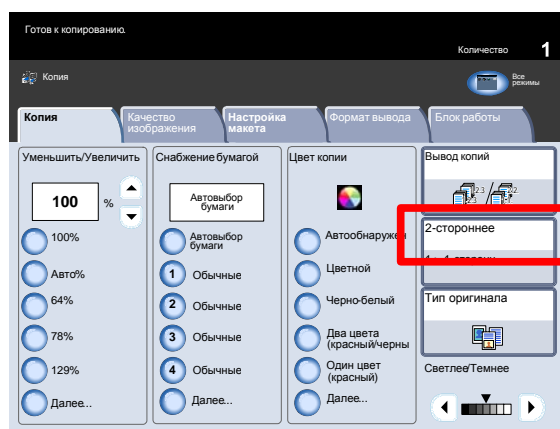 Готов к копированию.
Количество 1
Копия
Все
режимы
Копия
Качество
изображения
Настройка
макета
Формат вывода
Блок работы
Уменьшить/Увеличить
100 %
100%
Авто%
64%
78%
129%
Далее...
Снабжение бумагой
Автовыбор
бумаги
Автовыбор
бумаги
1 Обычные
2 Обычные
3 Обычные
4 Обычные
Далее...
Цвет копии
Автообнаружен
Цветной
Черно-белый
Два цвета
(красный/черны
Один цвет
(красный)
Далее...
Вывод копий
2-стороннее
Тип оригинала
Светлее/Темнее